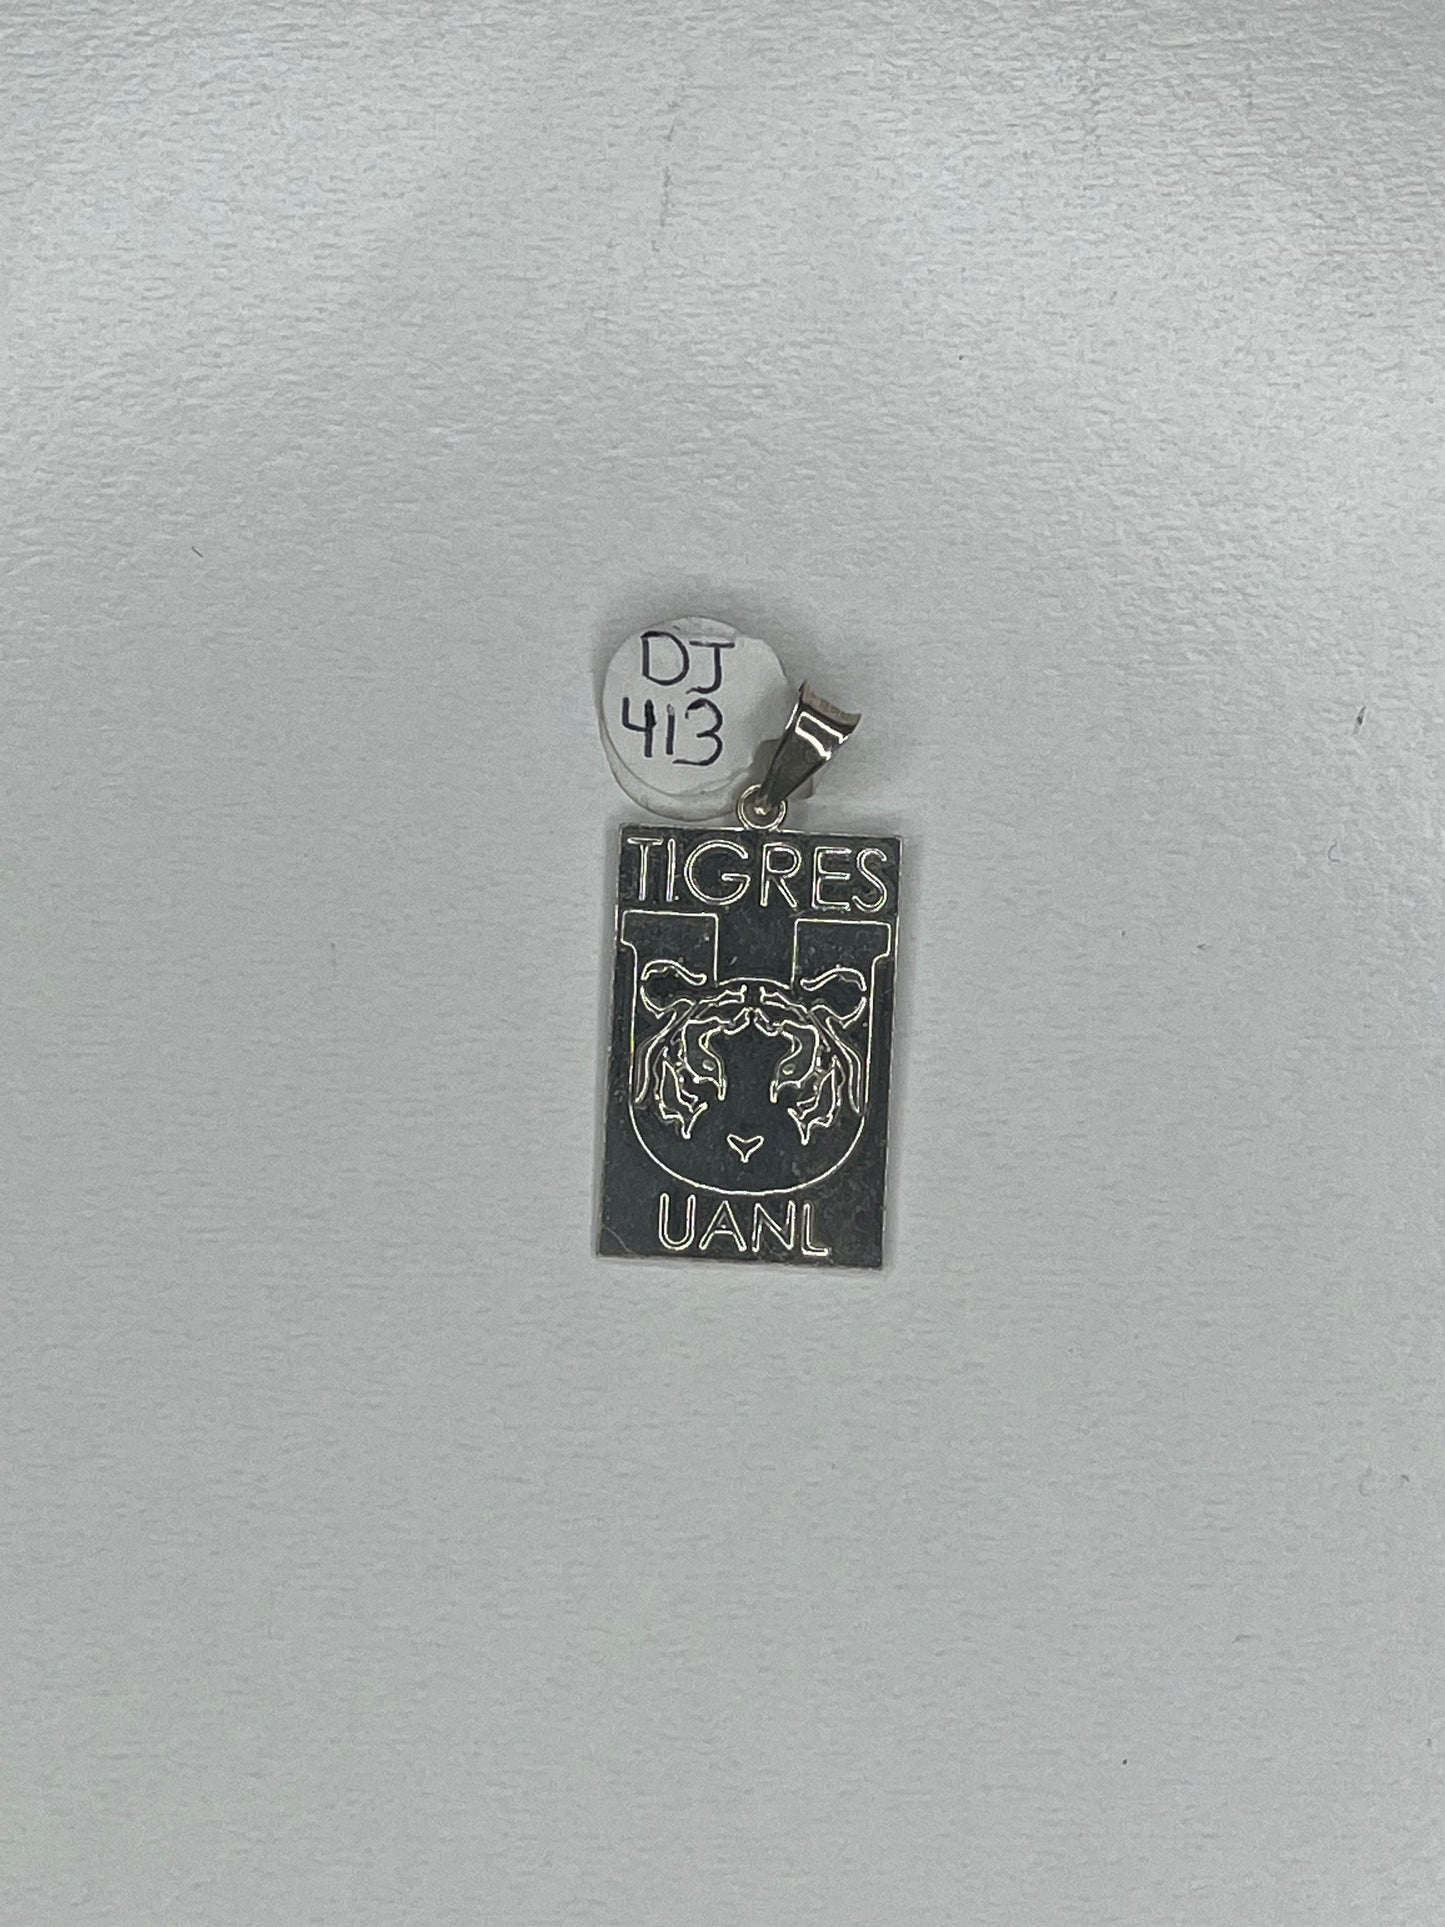 DJ
413
TIGRES
U
UANL